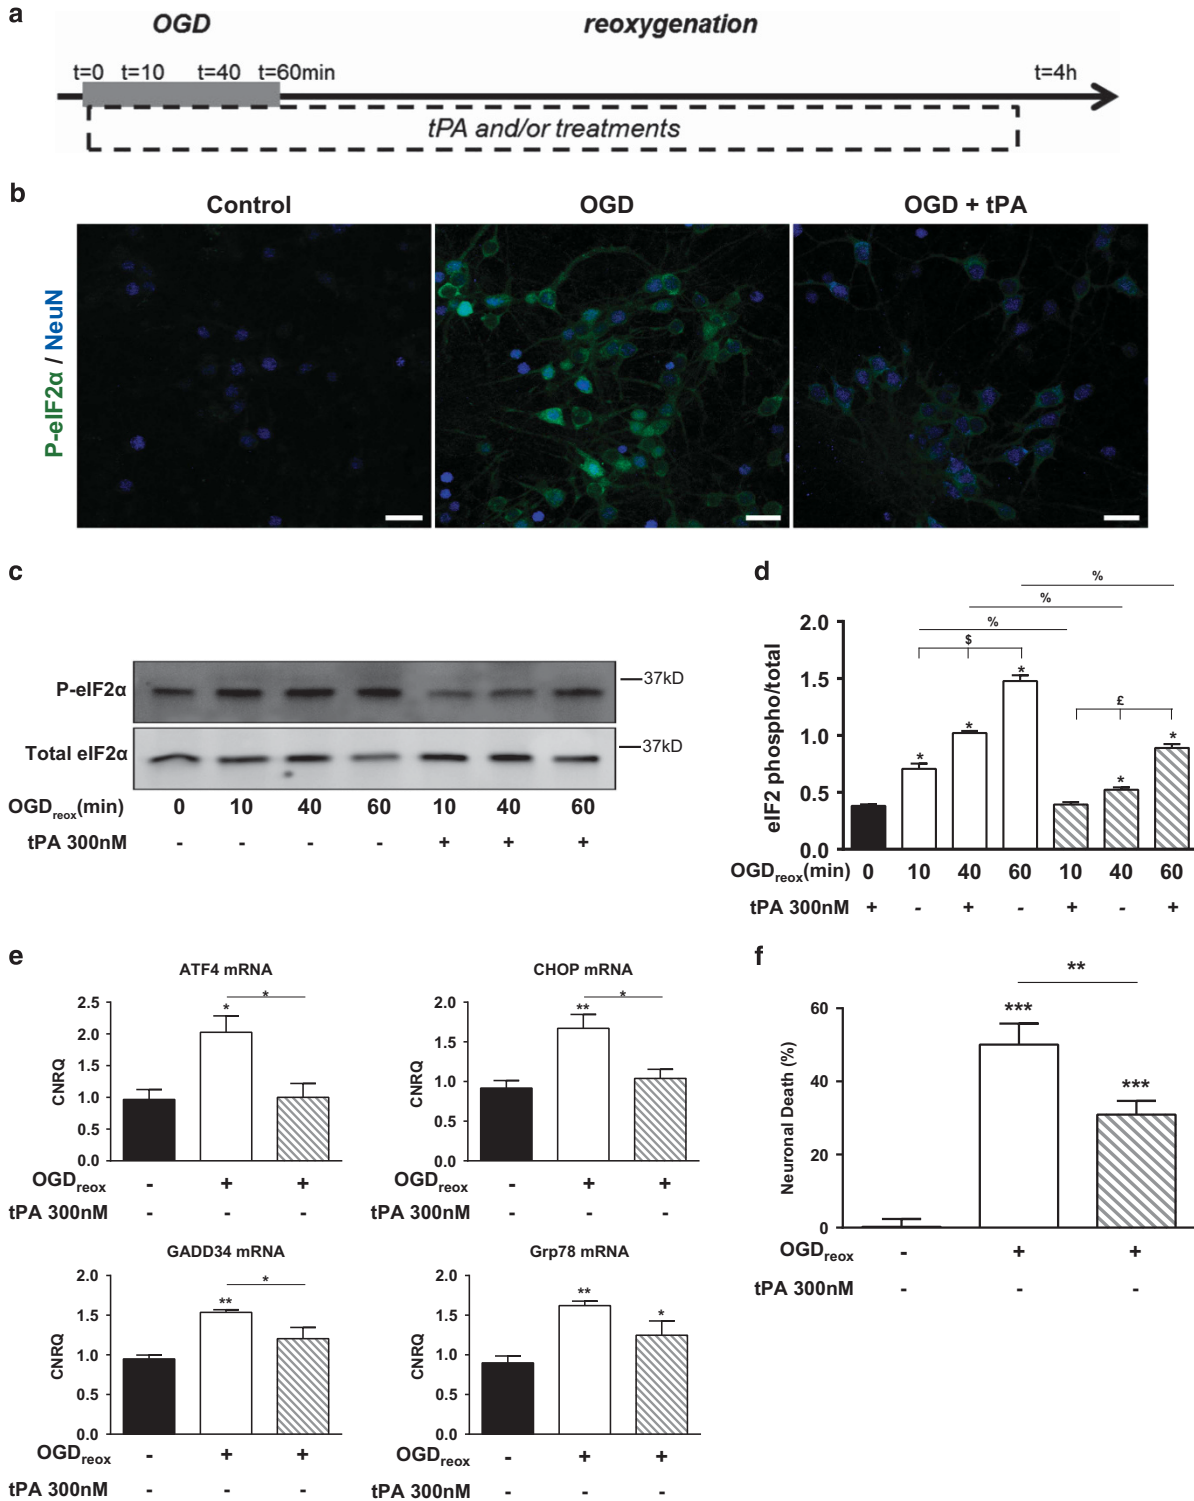 a
OGD reoxygenation
t=0 t=10 t=40 t=60min t=4h
tPA and/or treatments
b
Control OGD OGD + tPA
P-eIF2α / NeuN
c
P-eIF2α 37kD
Total eIF2α 37kD
OGDreox(min) 0 10 40 60 10 40 60
tPA 300nM - - - - + + +
d
%
%
%
$
£
* * * * *
eIF2 phospho/total
2.0
1.5
1.0
0.5
0.0
OGDreox(min) 0 10 40 60 10 40 60
tPA 300nM + - + - + - +
e
ATF4 mRNA
CNRQ
2.5
2.0
1.5
1.0
0.5
0.0
* *
OGDreox - + +
tPA 300nM - - -
CHOP mRNA
CNRQ
2.0
1.5
1.0
0.5
0.0
** *
OGDreox - + +
tPA 300nM - - -
GADD34 mRNA
CNRQ
2.0
1.5
1.0
0.5
0.0
** *
OGDreox - + +
tPA 300nM - - -
Grp78 mRNA
CNRQ
2.0
1.5
1.0
0.5
0.0
** *
OGDreox - + +
tPA 300nM - - -
f
**
*** ***
Neuronal Death (%)
60
40
20
0
OGDreox - + +
tPA 300nM - - -